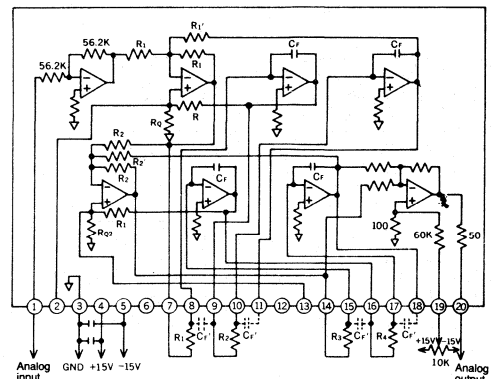 R1'
56.2K
56.2K
R1
R1
CF
CF
R
RQ
R2
R2'
R2
CF
CF
RQ2
R1
100
60K
50
1 2 3 4 5 6 7 8 9 10 11 12 13 14 15 16 17 18 19 20
R1
CF'
R2
CF'
R3
CF'
R4
CF'
+15V
-15V
10K
Analog
input
GND
+15V
-15V
Analog
output